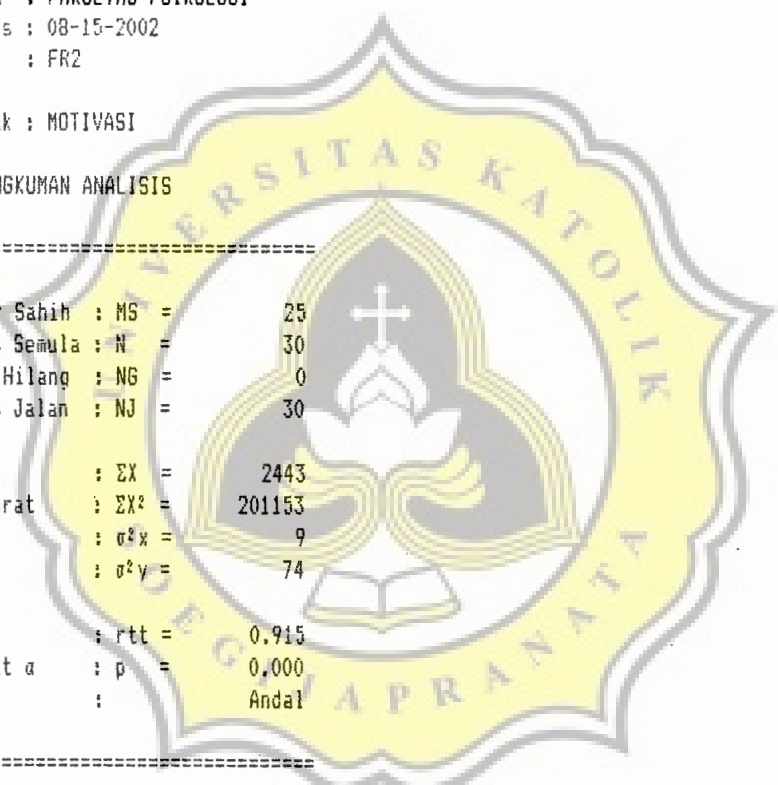 : FAKULTAS PSIKOLOGI
s : 08-15-2002
: FR2
k : MOTIVASI
NGKUMAN ANALISIS
==============================
r Sahih : MS = 25
s Semula : N = 30
Hilang : NG = 0
s Jalan : NJ = 30
: ΣX = 2443
rat : ΣX² = 201153
: σ²x = 9
: σ²y = 74
: rtt = 0.915
t α : p = 0,000
: Andal
==============================
UNIVERSITAS KATOLIK
SOEGIJAPRANATA